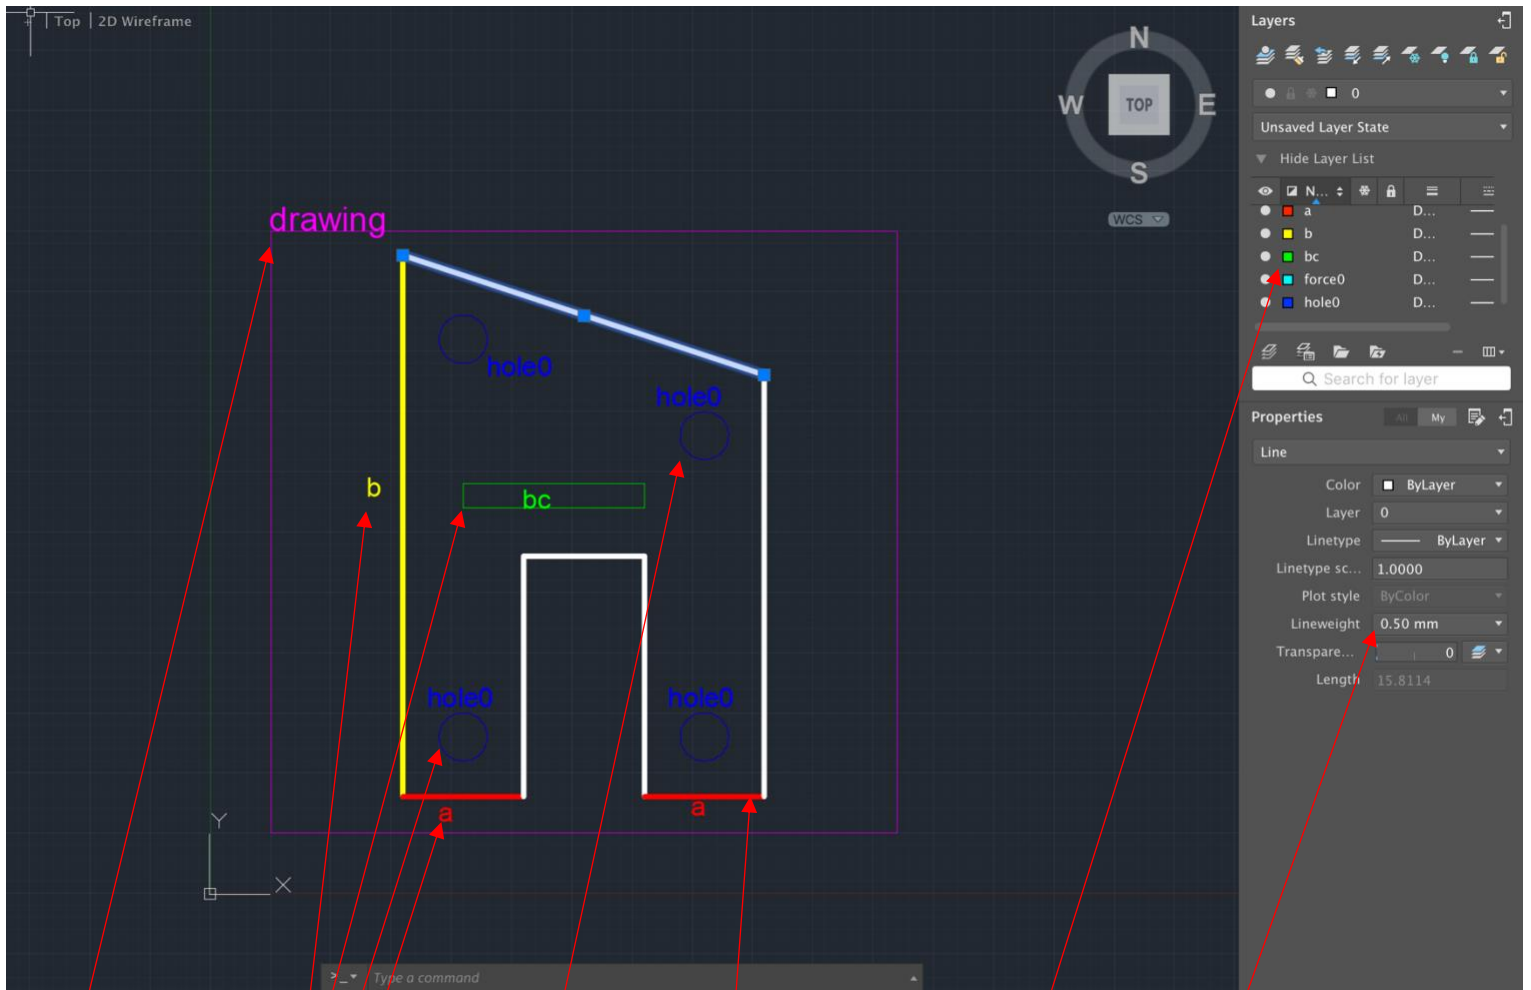 Top | 2D Wireframe
N
W TOP E
S
WCS
drawing
hole0
hole0
b
bc
hole0
hole0
a
a
Y
X
>_ Type a command
Layers
0
Unsaved Layer State
Hide Layer List
N...
a D...
b D...
bc D...
force0 D...
hole0 D...
Search for layer
Properties All My
Line
Color ByLayer
Layer 0
Linetype ByLayer
Linetype sc... 1.0000
Plot style ByColor
Lineweight 0.50 mm
Transpare... 0
Length 15.8114